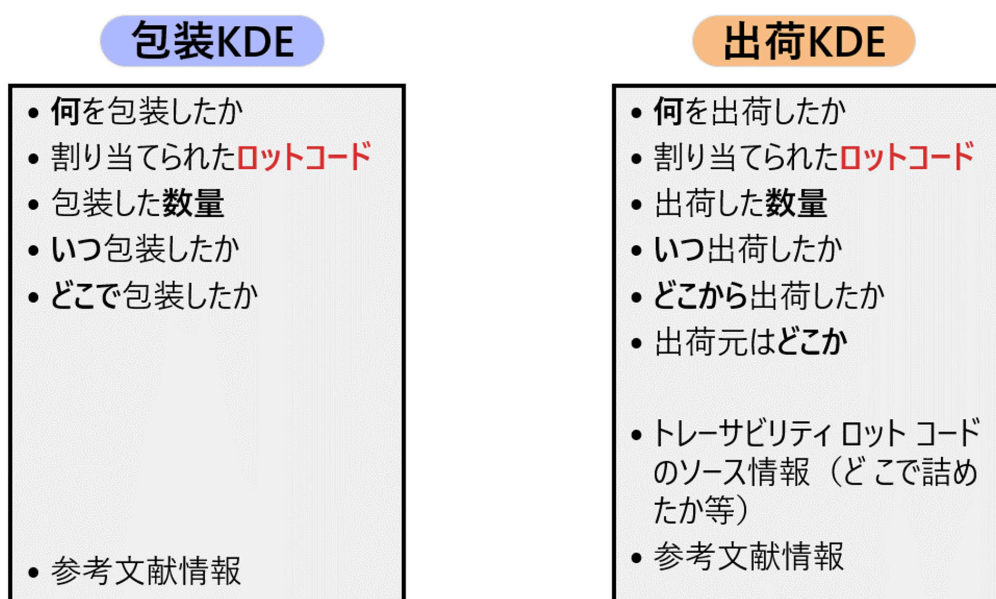 包装KDE
• 何を包装したか
• 割り当てられたロットコード
• 包装した数量
• いつ包装したか
• どこで包装したか
• 参考文献情報
出荷KDE
• 何を出荷したか
• 割り当てられたロットコード
• 出荷した数量
• いつ出荷したか
• どこから出荷したか
• 出荷元はどこか
• トレーサビリティ ロット コード
のソース情報 （ど こで詰め
たか等）
• 参考文献情報